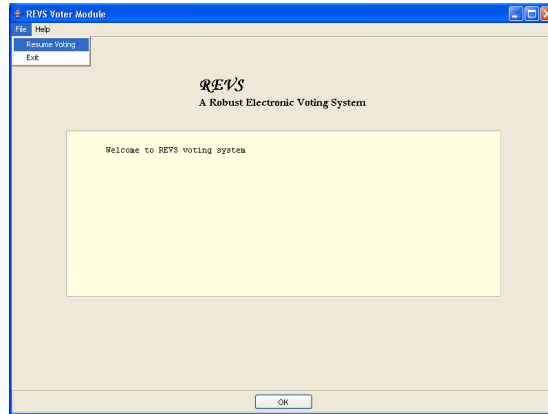 REVS Voter Module
File Help
Resume Voting
Exit
REVS
A Robust Electronic Voting System
Welcome to REVS voting system
OK